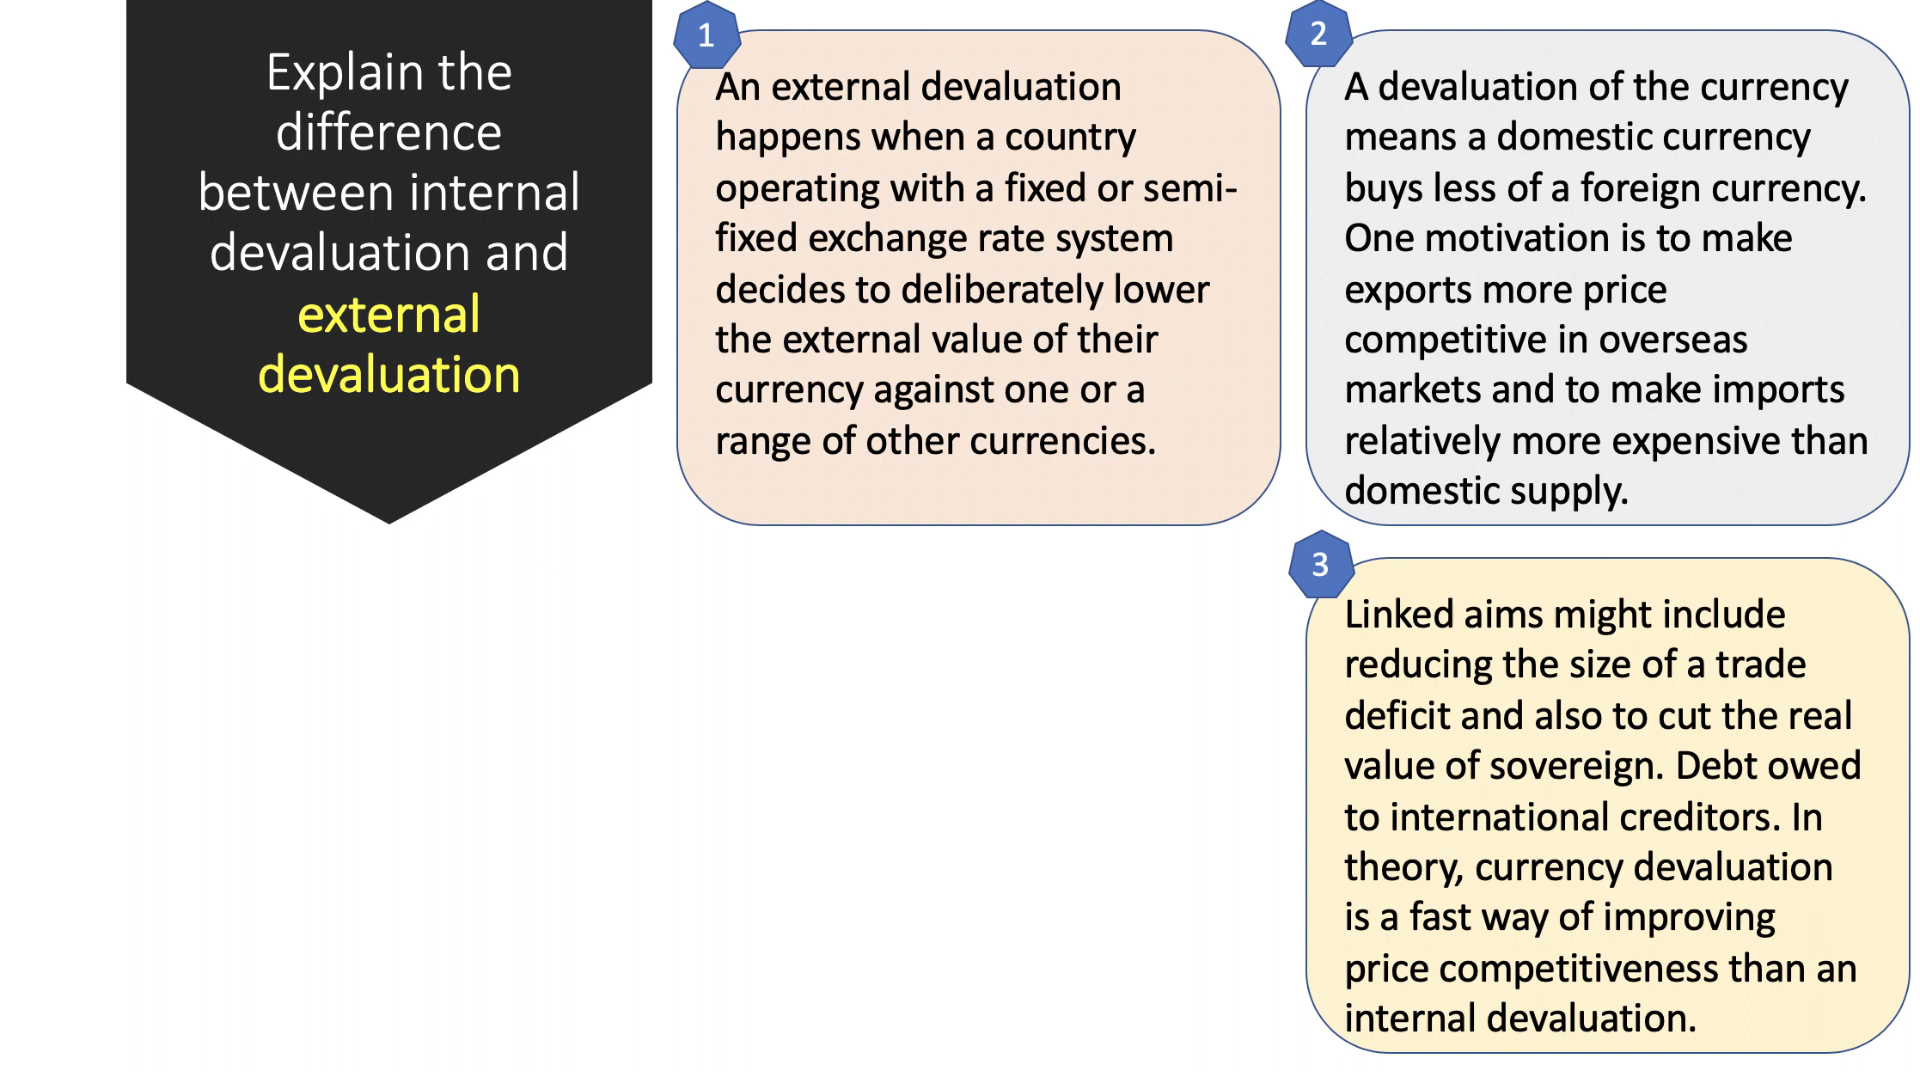 Explain the
difference
between internal
devaluation and
external
devaluation
1
An external devaluation
happens when a country
operating with a fixed or semi-
fixed exchange rate system
decides to deliberately lower
the external value of their
currency against one or a
range of other currencies.
2
A devaluation of the currency
means a domestic currency
buys less of a foreign currency.
One motivation is to make
exports more price
competitive in overseas
markets and to make imports
relatively more expensive than
domestic supply.
3
Linked aims might include
reducing the size of a trade
deficit and also to cut the real
value of sovereign. Debt owed
to international creditors. In
theory, currency devaluation
is a fast way of improving
price competitiveness than an
internal devaluation.